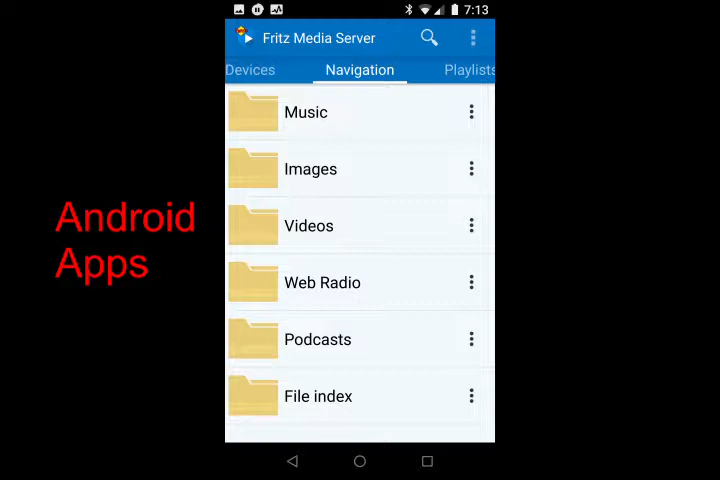 7:13
Fritz Media Server
Devices
Navigation
Playlists
Music
Images
Videos
Web Radio
Podcasts
File index
Android
Apps